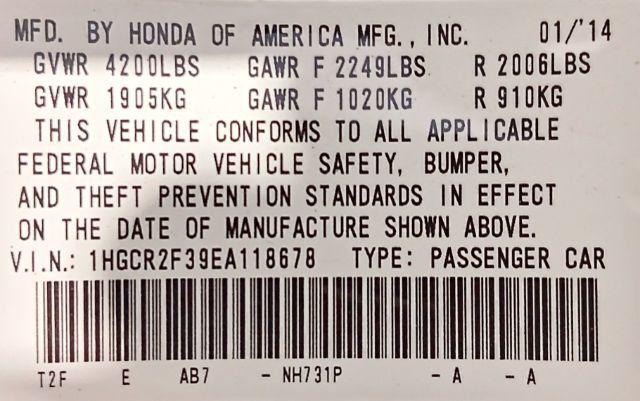 MFD. BY HONDA OF AMERICA MFG., INC. 01/'14
GVWR 4200LBS GAWR F 2249LBS R 2006LBS
GVWR 1905KG GAWR F 1020KG R 910KG
THIS VEHICLE CONFORMS TO ALL APPLICABLE
FEDERAL MOTOR VEHICLE SAFETY, BUMPER,
AND THEFT PREVENTION STANDARDS IN EFFECT
ON THE DATE OF MANUFACTURE SHOWN ABOVE.
V.I.N.: 1HGCR2F39EA118678 TYPE: PASSENGER CAR
T2F E AB7 - NH731P - A - A